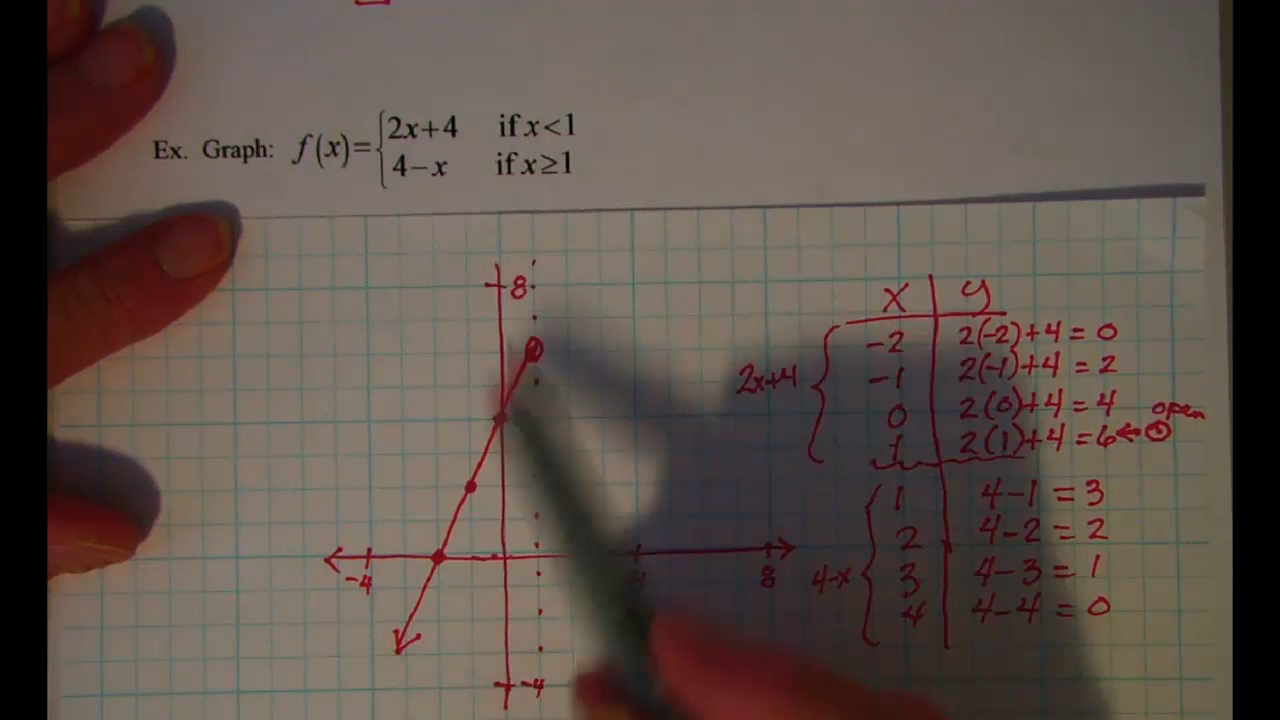 Ex. Graph: f(x)={2x+4 if x<1
4-x if x≥1
8
-4
8
-4
x y
2x+4
-2 2(-2)+4=0
-1 2(-1)+4=2
0 2(0)+4=4
open
1 2(1)+4=6←
1 4-1=3
2 4-2=2
4-x
3 4-3=1
4 4-4=0